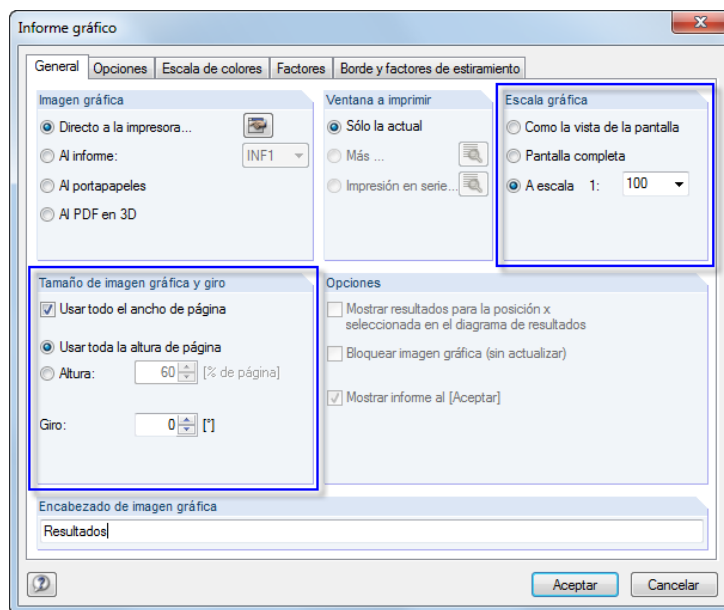 Informe gráfico
General
Opciones
Escala de colores
Factores
Borde y factores de estiramiento
Imagen gráfica
Directo a la impresora...
Al informe:
INF1
Al portapapeles
Al PDF en 3D
Ventana a imprimir
Sólo la actual
Más ...
Impresión en serie...
Escala gráfica
Como la vista de la pantalla
Pantalla completa
A escala 1: 100
Tamaño de imagen gráfica y giro
Usar todo el ancho de página
Usar toda la altura de página
Altura: 60 [% de página]
Giro: 0 [°]
Opciones
Mostrar resultados para la posición x
seleccionada en el diagrama de resultados
Bloquear imagen gráfica (sin actualizar)
Mostrar informe al [Aceptar]
Encabezado de imagen gráfica
Resultados
Aceptar
Cancelar